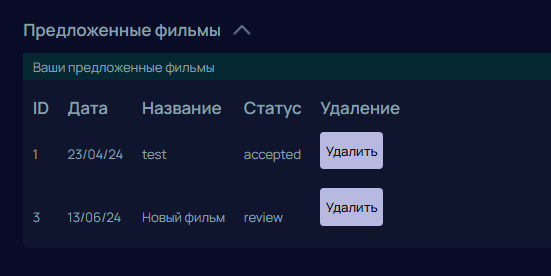 Предложенные фильмы
Ваши предложенные фильмы
ID Дата Название Статус Удаление
1 23/04/24 test accepted Удалить
3 13/06/24 Новый фильм review Удалить